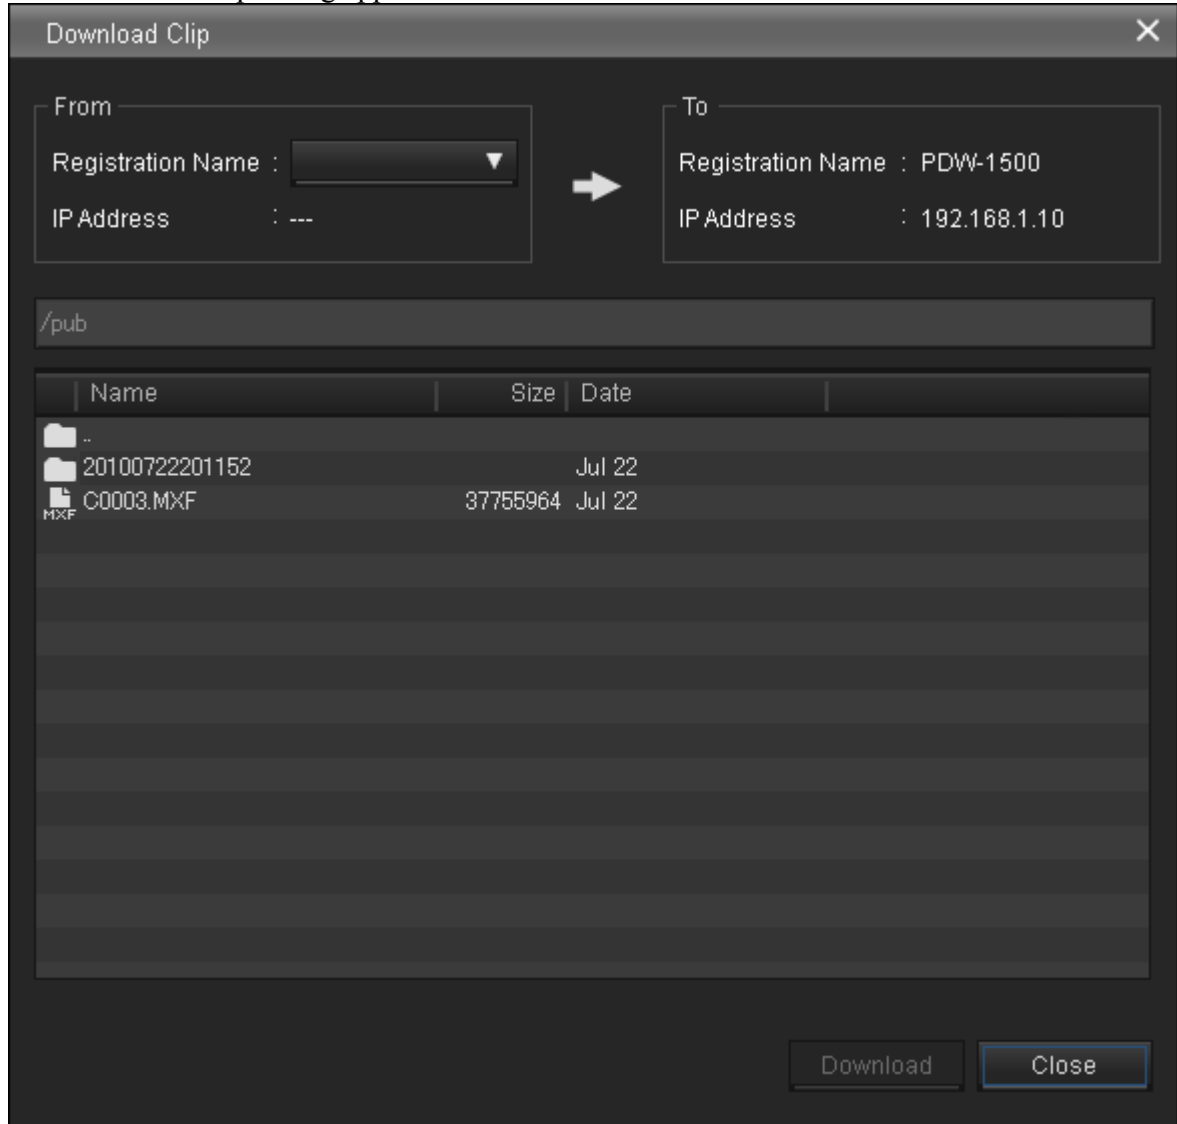 Download Clip
From
Registration Name :
IP Address : ---
To
Registration Name : PDW-1500
IP Address : 192.168.1.10
/pub
Name Size Date
..
20100722201152 Jul 22
MXF C0003.MXF 37755964 Jul 22
Download Close